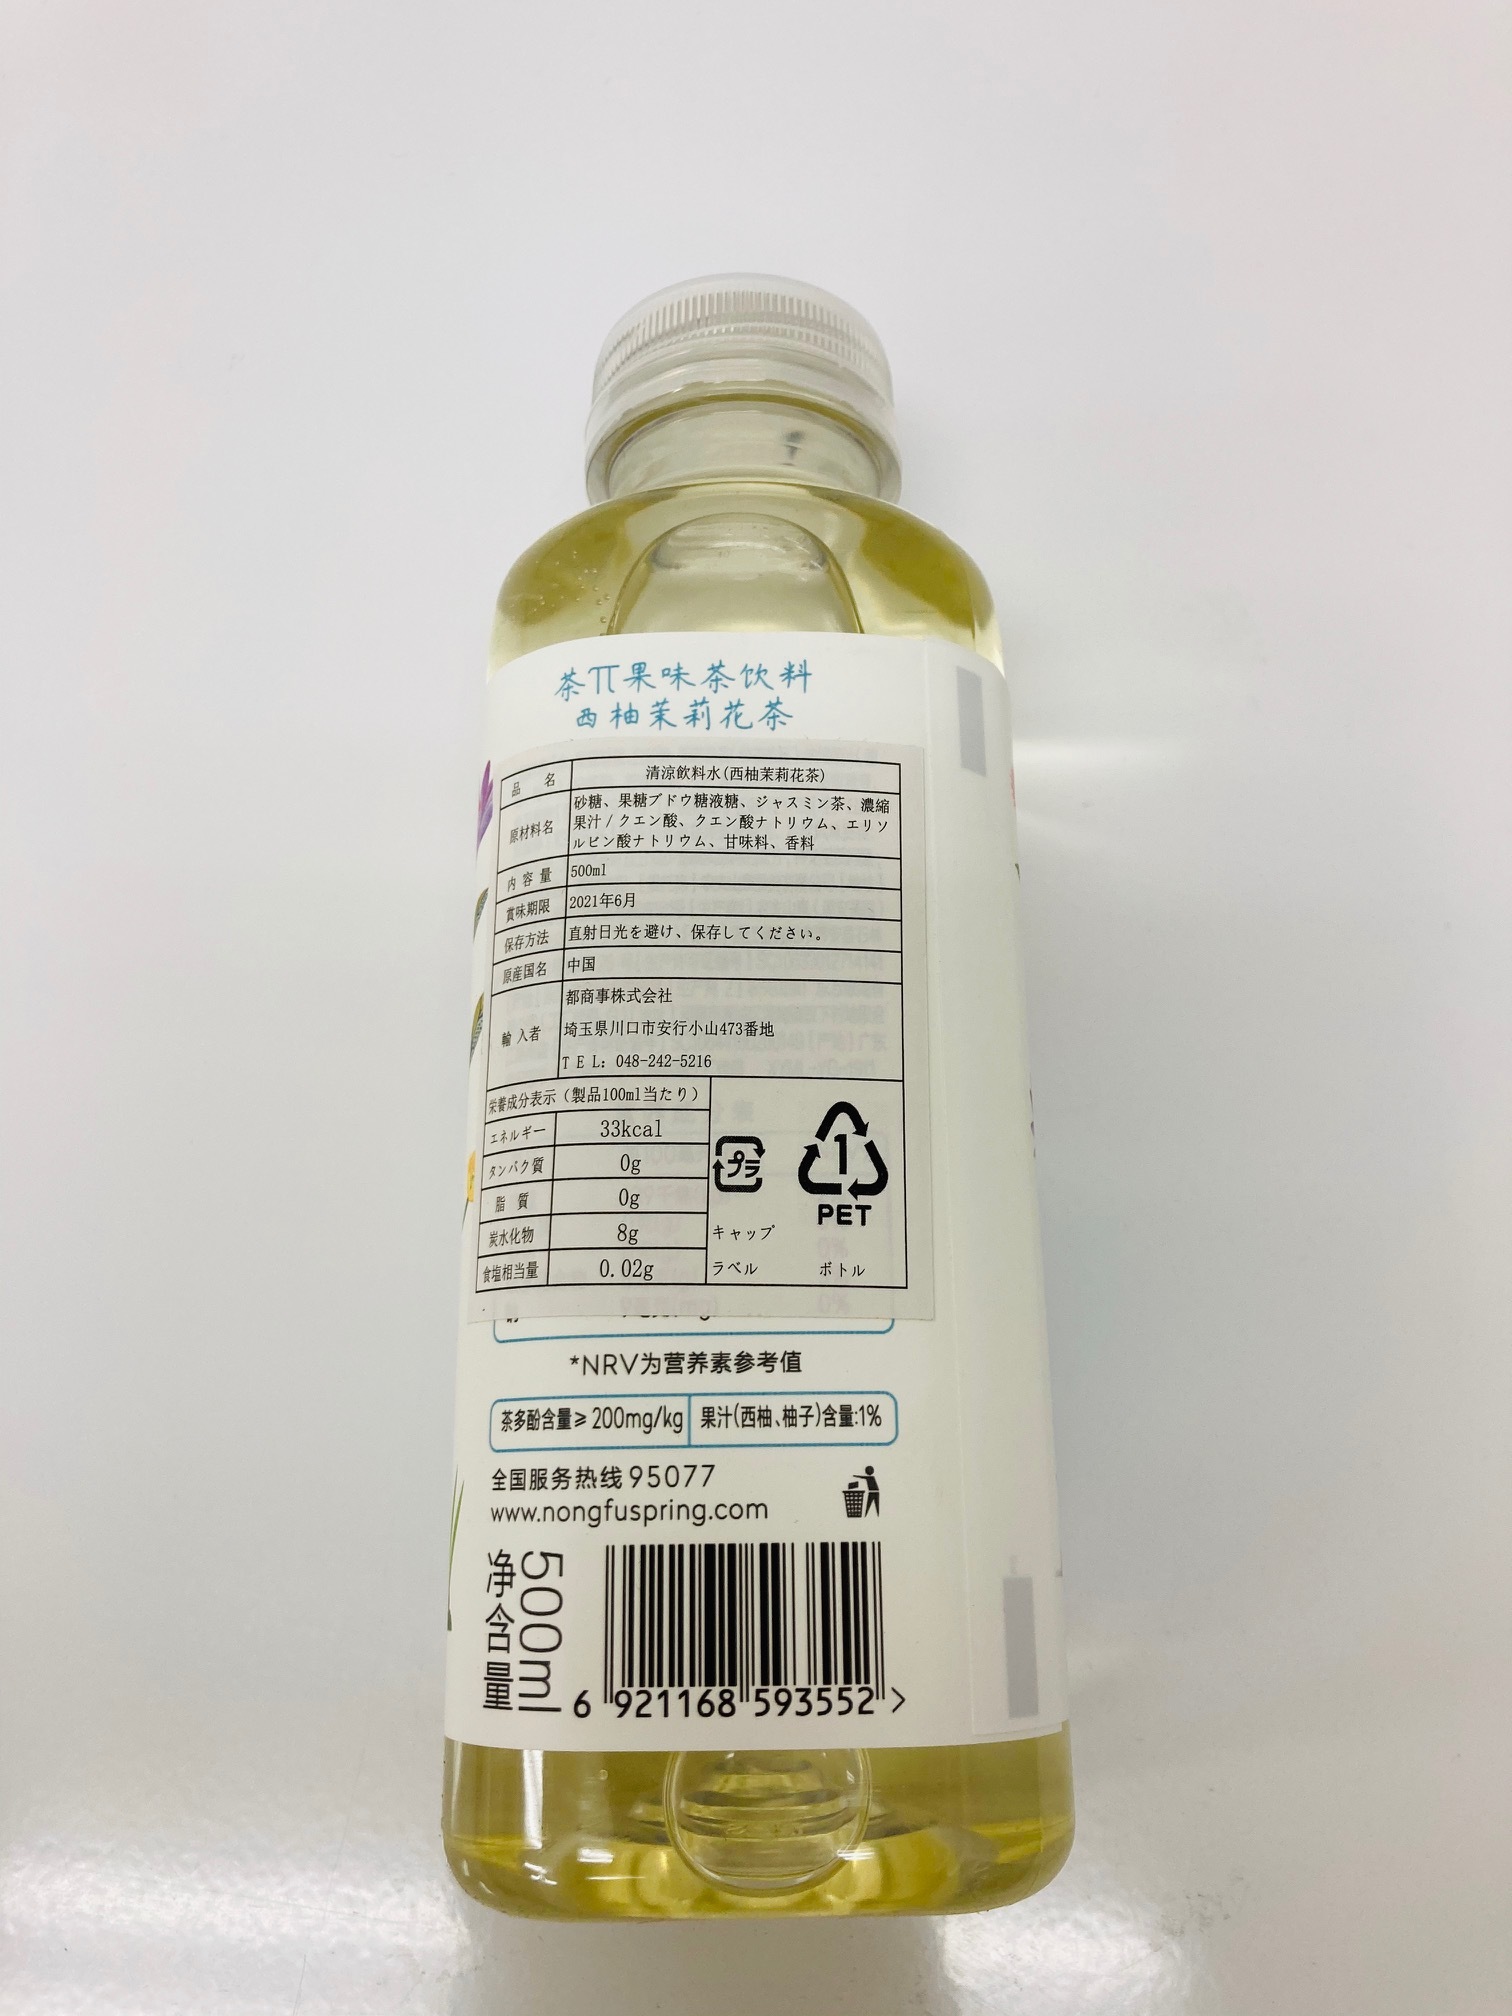 茶π果味茶饮料
西柚茉莉花茶
品名 清涼飲料水(西柚茉莉花茶)
原材料名 砂糖、果糖ブドウ糖液糖、ジャスミン茶、濃縮
果汁/クエン酸、クエン酸ナトリウム、エリソ
ルビン酸ナトリウム、甘味料、香料
内容量 500ml
賞味期限 2021年6月
保存方法 直射日光を避け、保存してください。
原産国名 中国
輸入者 都商事株式会社
埼玉県川口市安行小山473番地
TEL: 048-242-5216
栄養成分表示(製品100ml当たり)
エネルギー 33kcal
タンパク質 0g
脂質 0g
炭水化物 8g
食塩相当量 0.02g
プラ
キャップ
ラベル
1
PET
ボトル
*NRV为营养素参考值
茶多酚含量≥200mg/kg 果汁(西柚、柚子)含量:1%
全国服务热线95077
www.nongfuspring.com
净含量
500ml
6 921168 593552 >